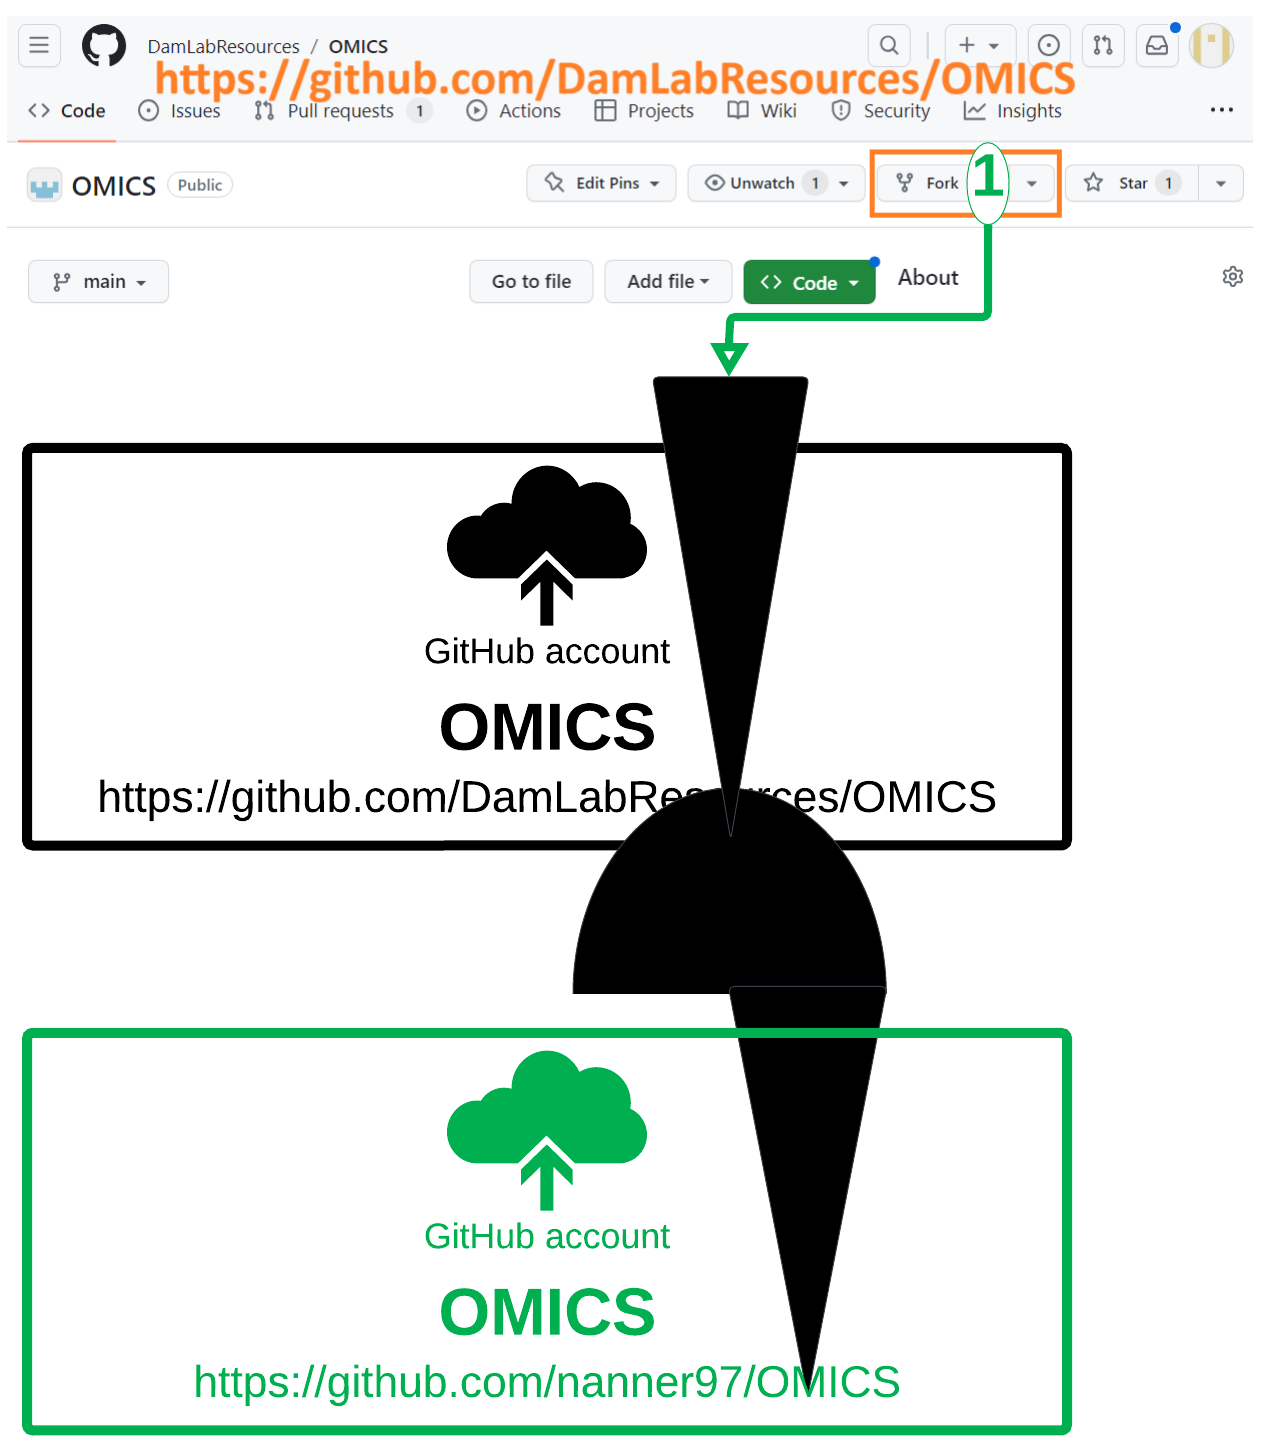 DamLabResources / OMICS
https://github.com/DamLabResources/OMICS
Code Issues Pull requests 1 Actions Projects Wiki Security Insights
OMICS Public Edit Pins Unwatch 1 Fork 1 Star 1
main Go to file Add file Code About
GitHub account
OMICS
https://github.com/DamLabResources/OMICS
GitHub account
OMICS
https://github.com/nanner97/OMICS